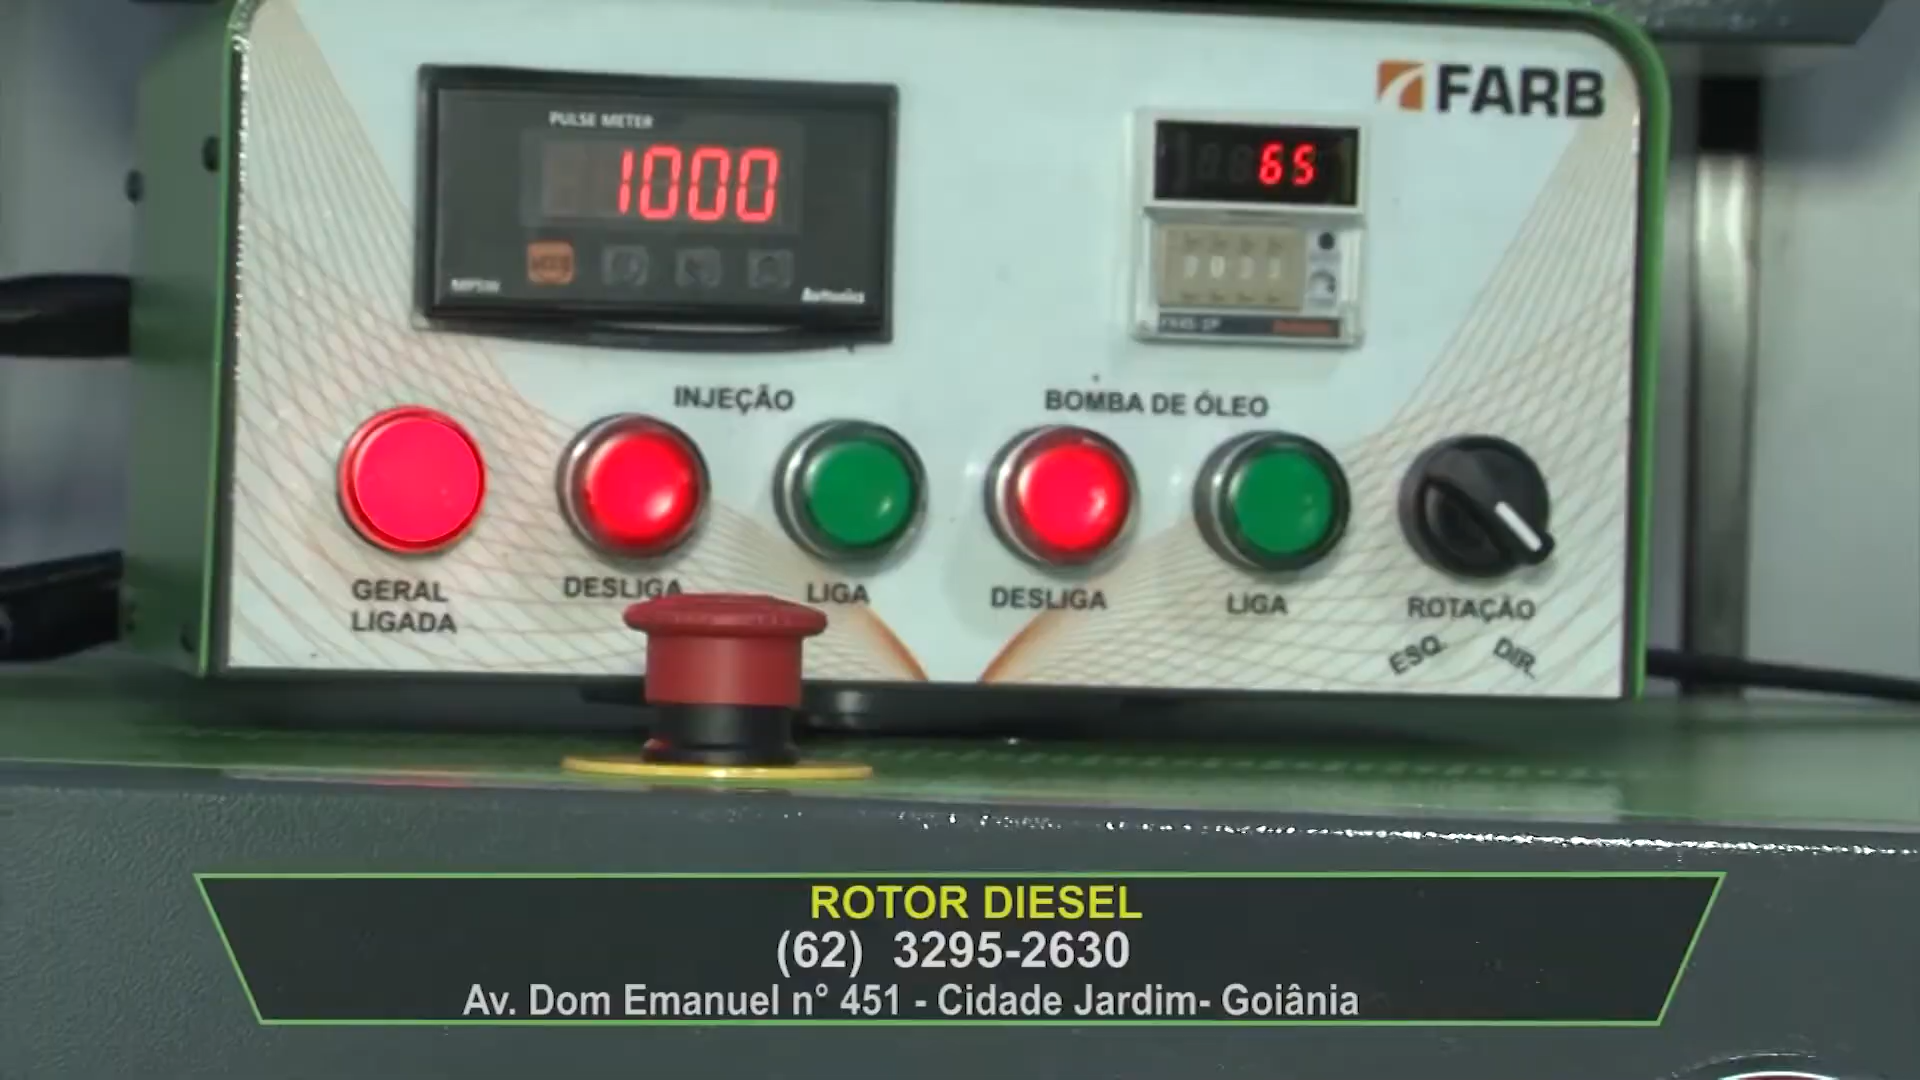 FARB
PULSE METER
1000
65
Autonics
INJEÇÃO
BOMBA DE ÓLEO
GERAL
LIGADA
DESLIGA
LIGA
DESLIGA
LIGA
ROTAÇÃO
ESQ.
DIR.
ROTOR DIESEL
(62) 3295-2630
Av. Dom Emanuel n° 451 - Cidade Jardim- Goiânia